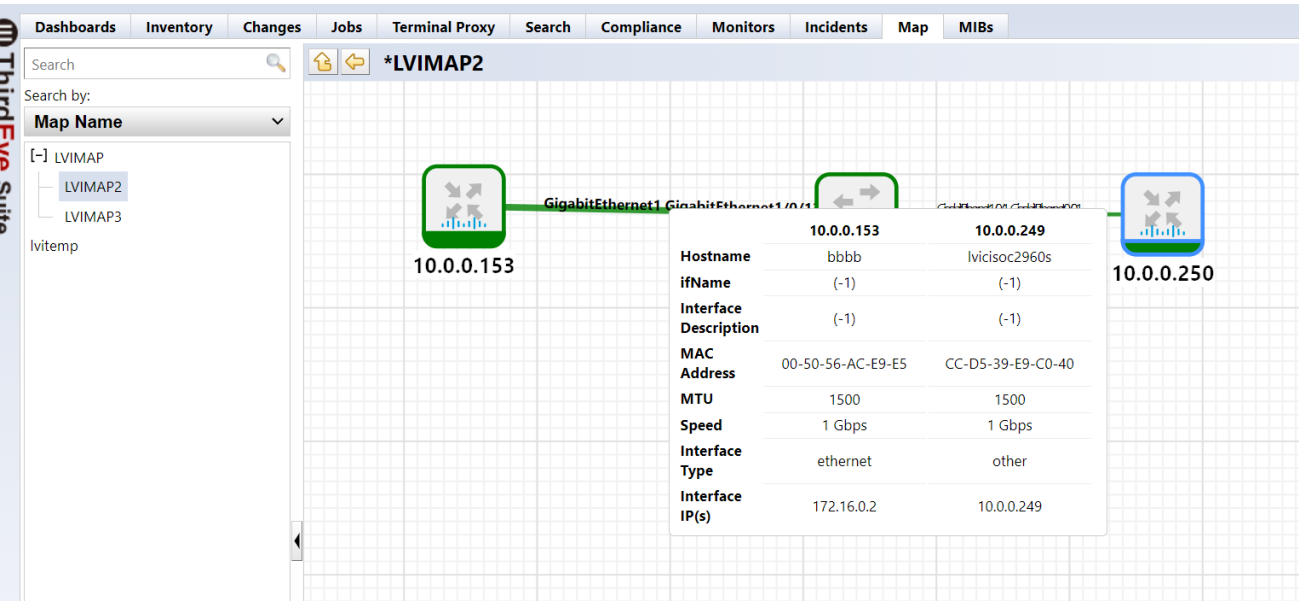 Dashboards Inventory Changes Jobs Terminal Proxy Search Compliance Monitors Incidents Map MIBs
ThirdEye Suite
Search
Search by:
Map Name
[-] LVIMAP
LVIMAP2
LVIMAP3
lvitemp
*LVIMAP2
GigabitEthernet1 GigabitEthernet1/0/1
10.0.0.153
10.0.0.250
10.0.0.153 10.0.0.249
Hostname bbbb lvicisoc2960s
ifName (-1) (-1)
Interface
Description (-1) (-1)
MAC
Address 00-50-56-AC-E9-E5 CC-D5-39-E9-C0-40
MTU 1500 1500
Speed 1 Gbps 1 Gbps
Interface
Type ethernet other
Interface
IP(s) 172.16.0.2 10.0.0.249